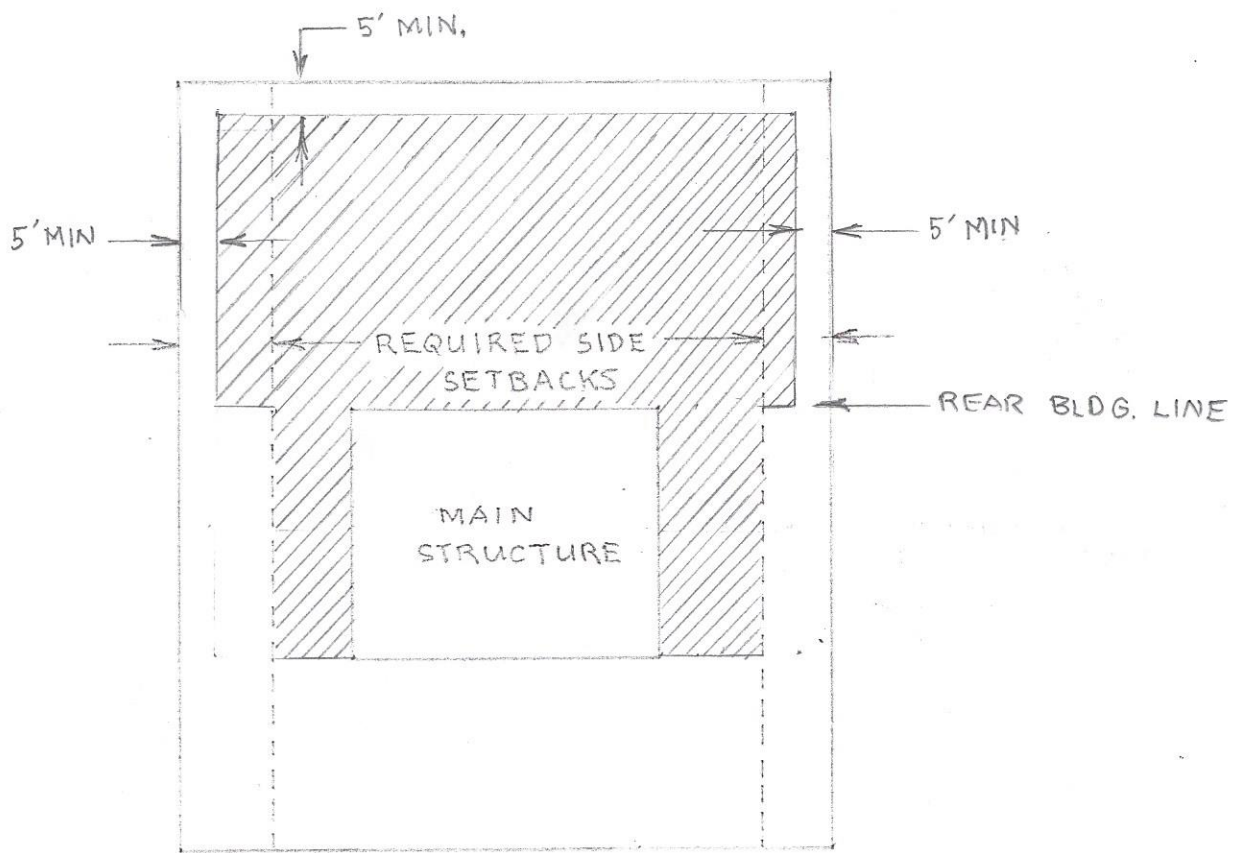 5' MIN.
5' MIN
5' MIN
REQUIRED SIDE
SETBACKS
REAR BLDG. LINE
MAIN
STRUCTURE